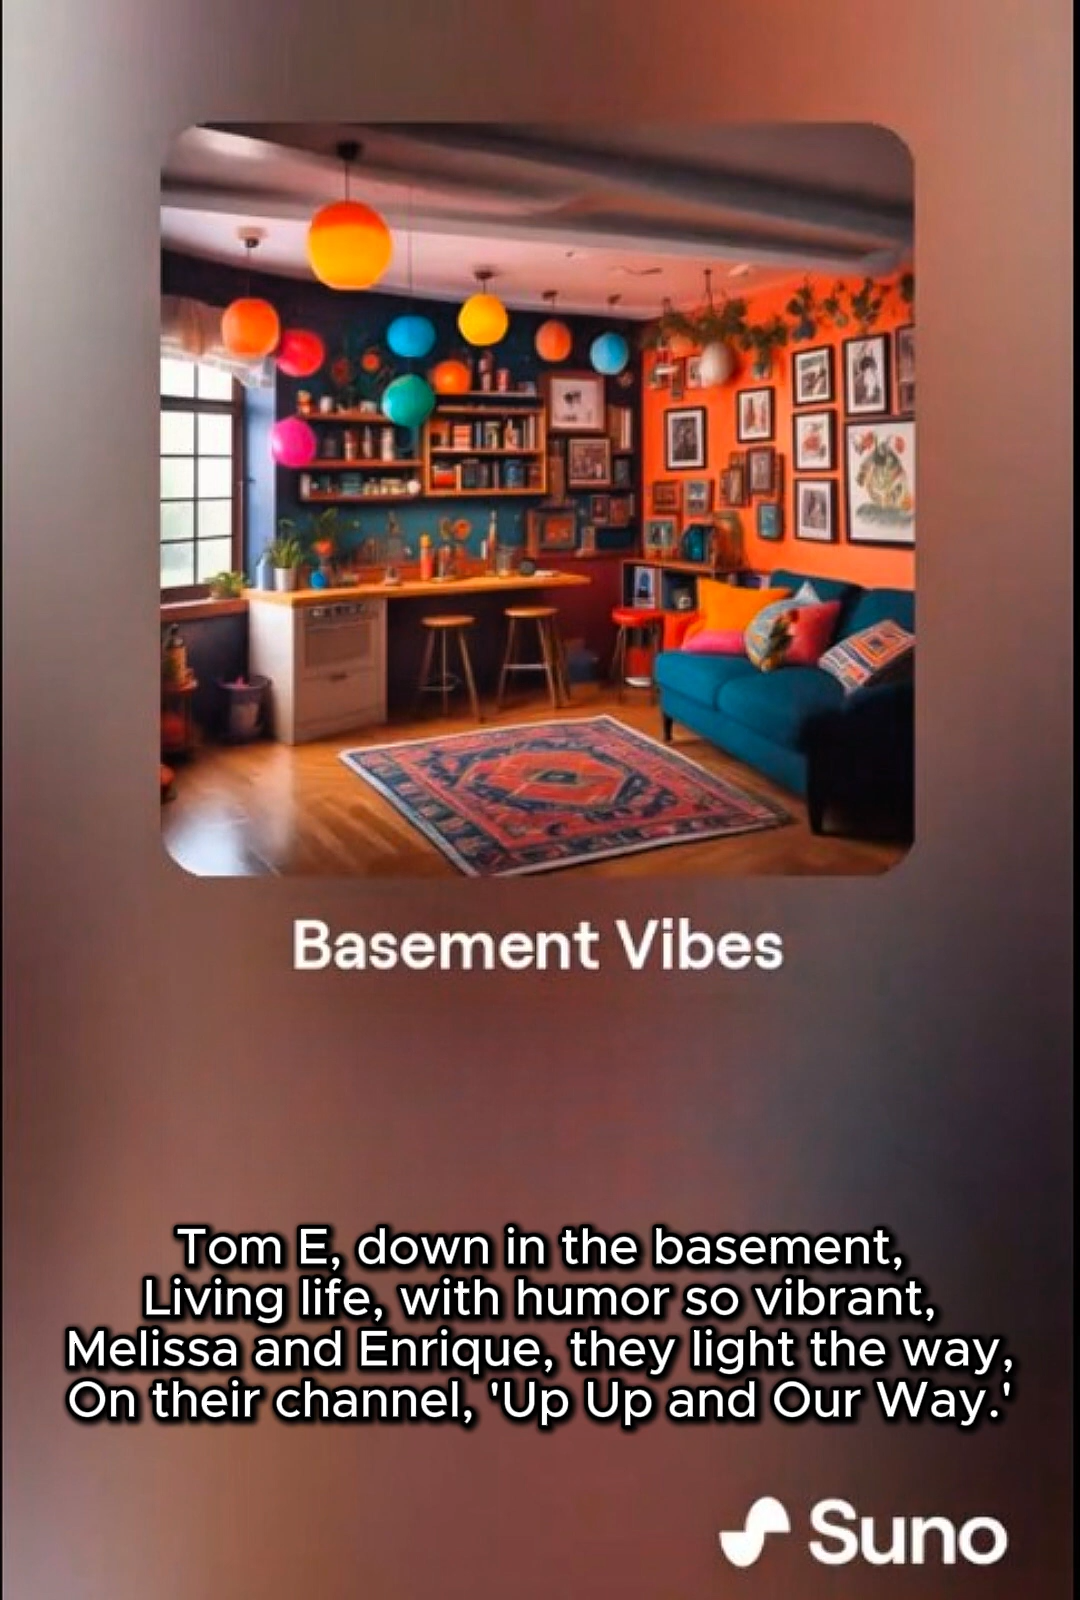 Basement Vibes
Tom E, down in the basement,
Living life, with humor so vibrant,
Melissa and Enrique, they light the way,
On their channel, 'Up Up and Our Way.'
Suno